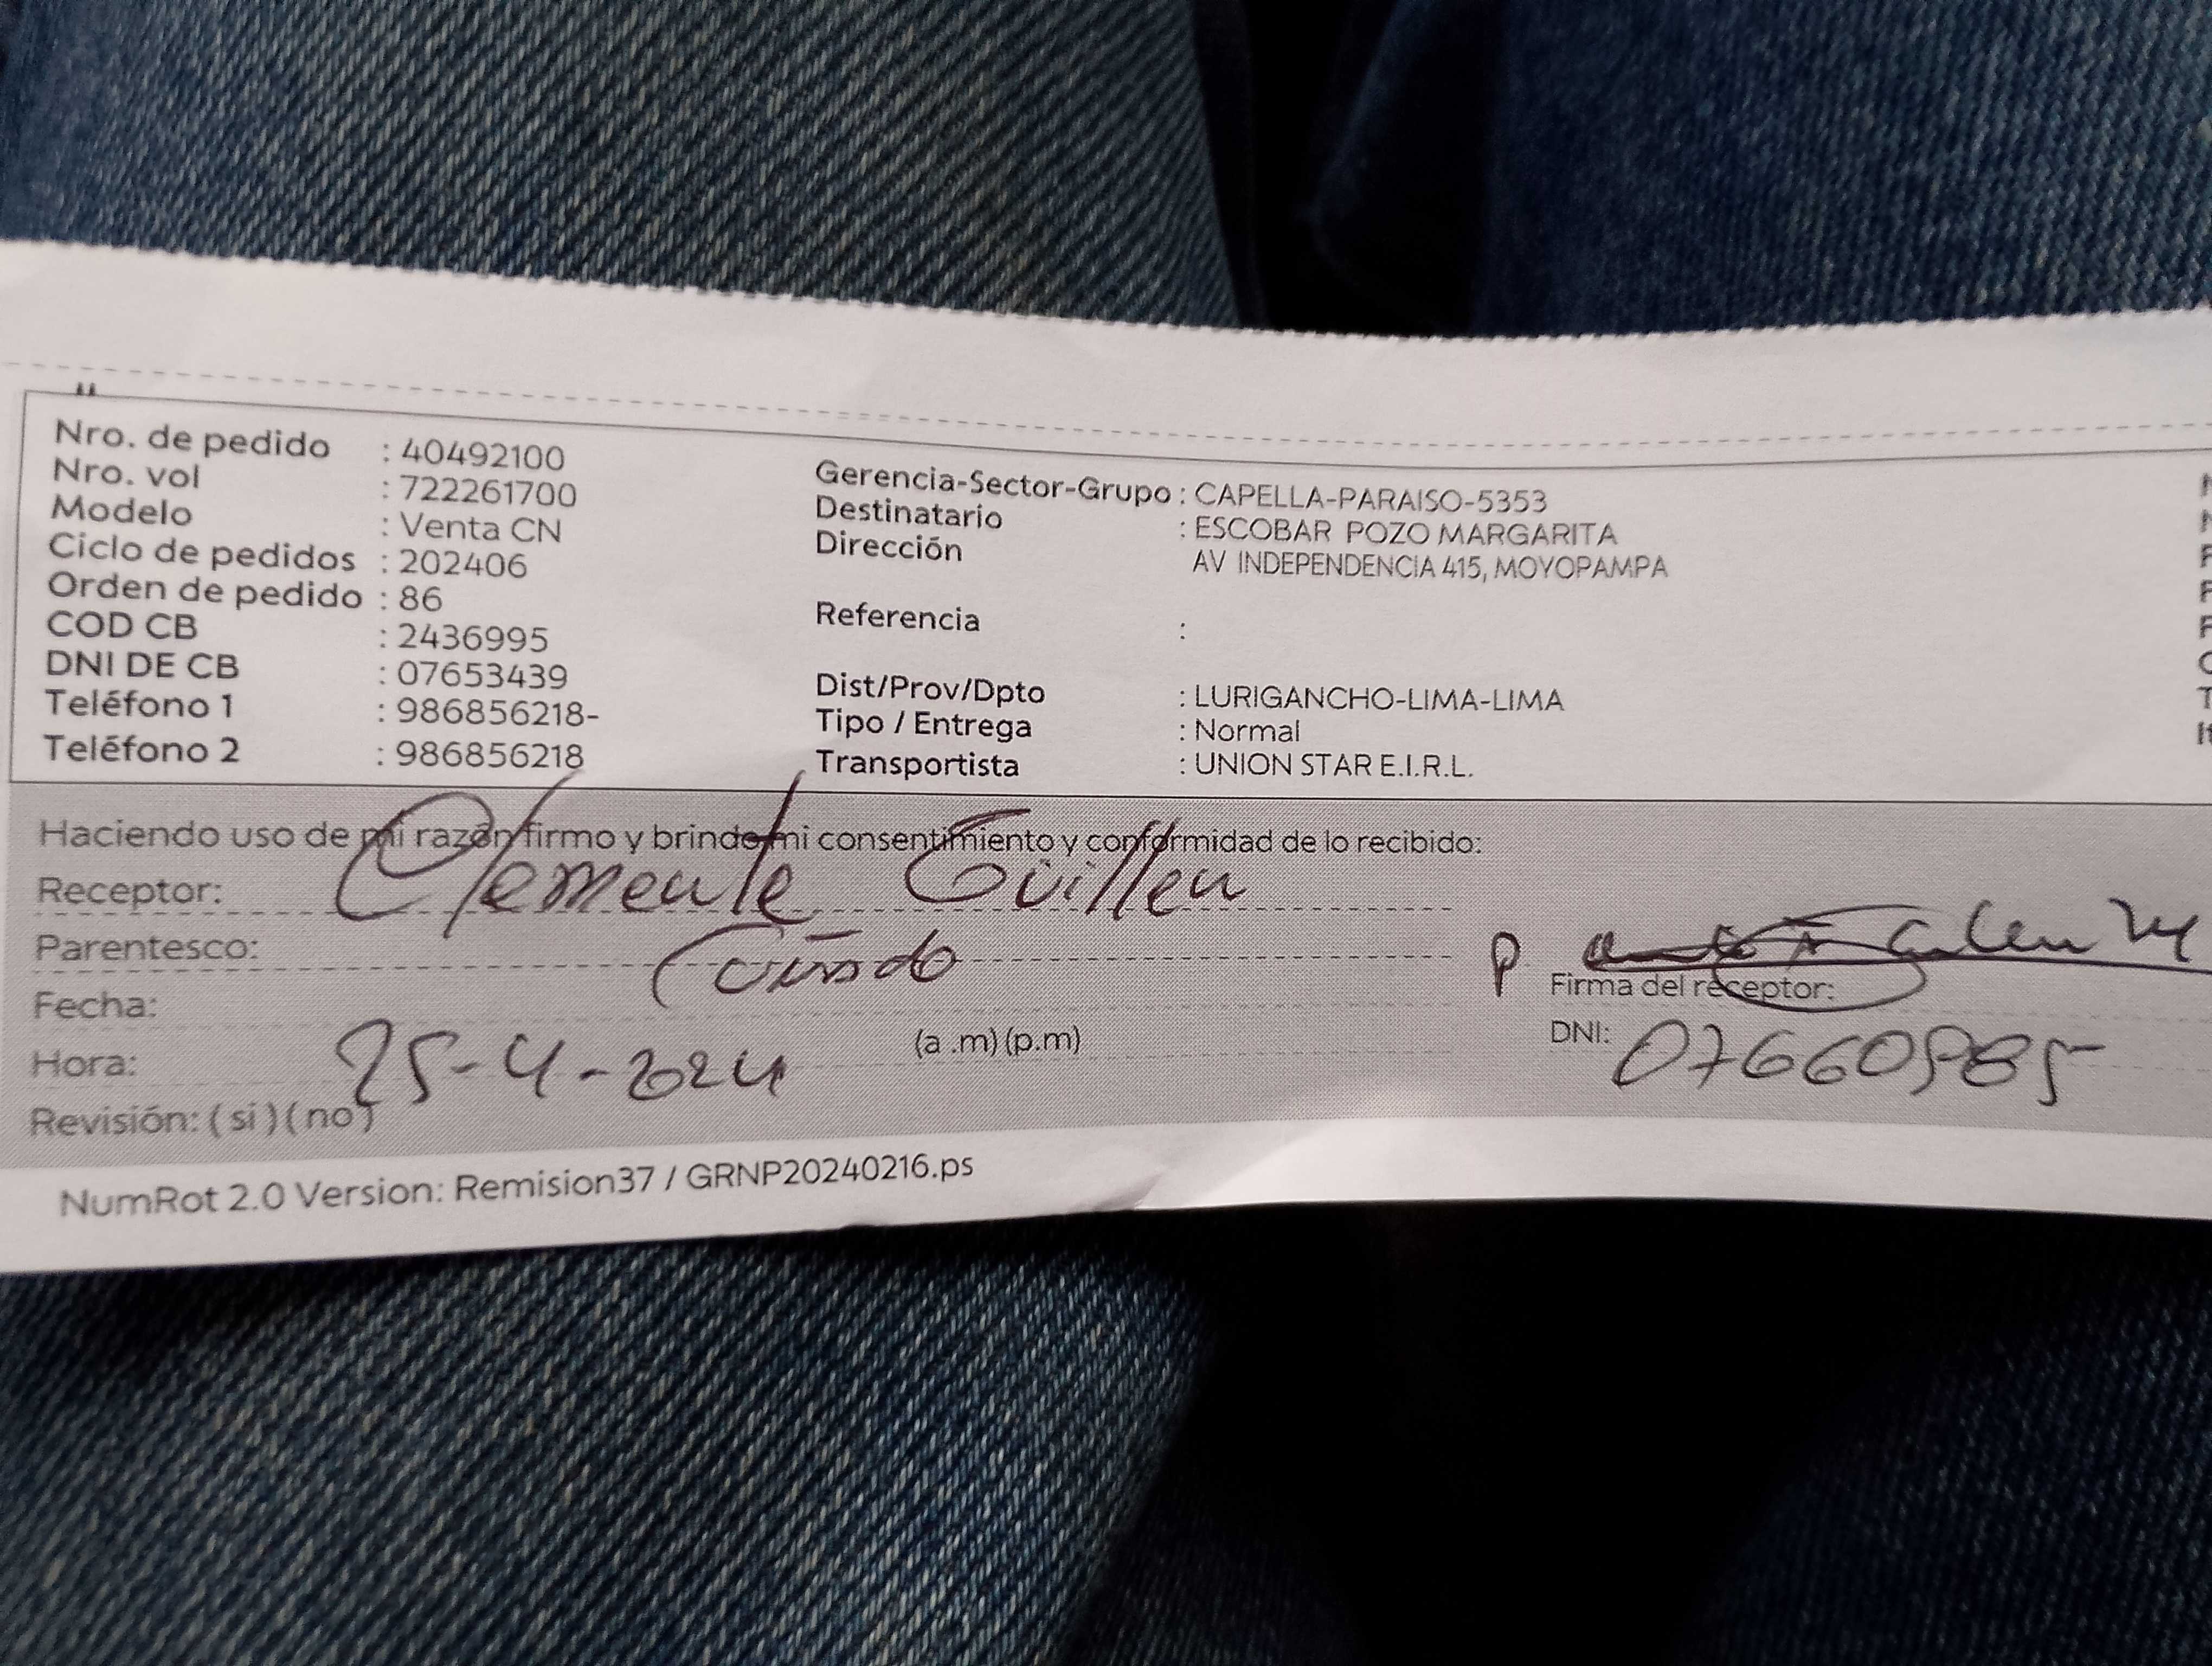 Nro. de pedido : 40492100
Nro. vol : 722261700
Modelo : Venta CN
Ciclo de pedidos : 202406
Orden de pedido : 86
COD CB : 2436995
DNI DE CB : 07653439
Teléfono 1 : 986856218-
Teléfono 2 : 986856218
Gerencia-Sector-Grupo : CAPELLA-PARAISO-5353
Destinatario : ESCOBAR POZO MARGARITA
Dirección AV INDEPENDENCIA 415, MOYOPAMPA
Referencia :
Dist/Prov/Dpto : LURIGANCHO-LIMA-LIMA
Tipo / Entrega : Normal
Transportista : UNION STAR E.I.R.L.
Haciendo uso de mi razón firmo y brindo mi consentimiento y conformidad de lo recibido:
Receptor: Clemente Guillen
Parentesco: Cuñado
Fecha:
Hora: 25-4-2024 (a .m) (p.m)
Revisión: ( si ) ( no )
Firma del receptor:
DNI: 07660985
NumRot 2.0 Version: Remision37 / GRNP20240216.ps